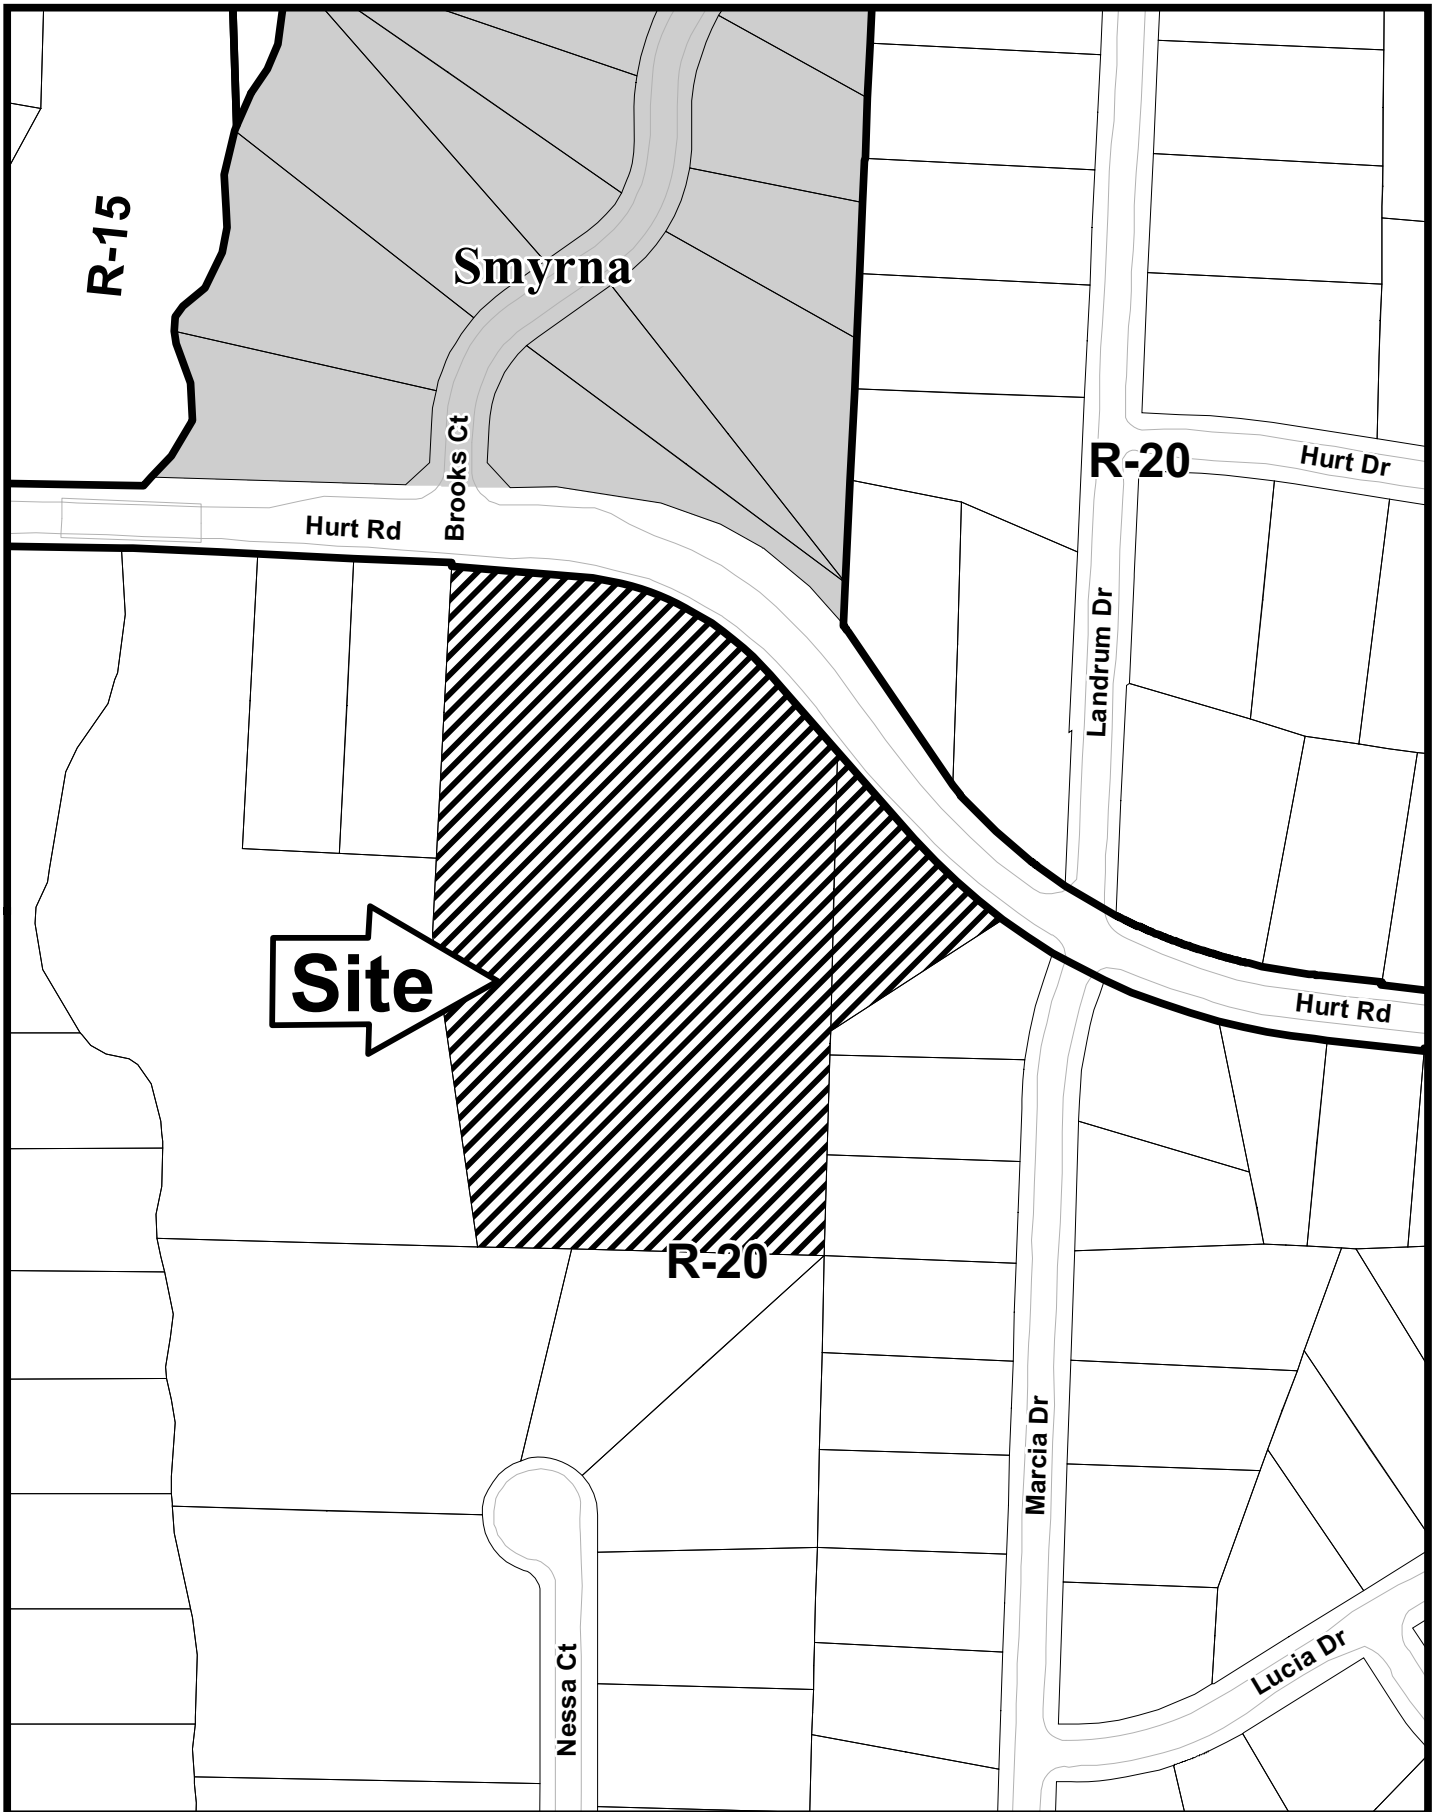 R-15
Smyrna
Brooks Ct
R-20
Hurt Dr
Hurt Rd
Landrum Dr
Site
Hurt Rd
R-20
Marcia Dr
Nessa Ct
Lucia Dr